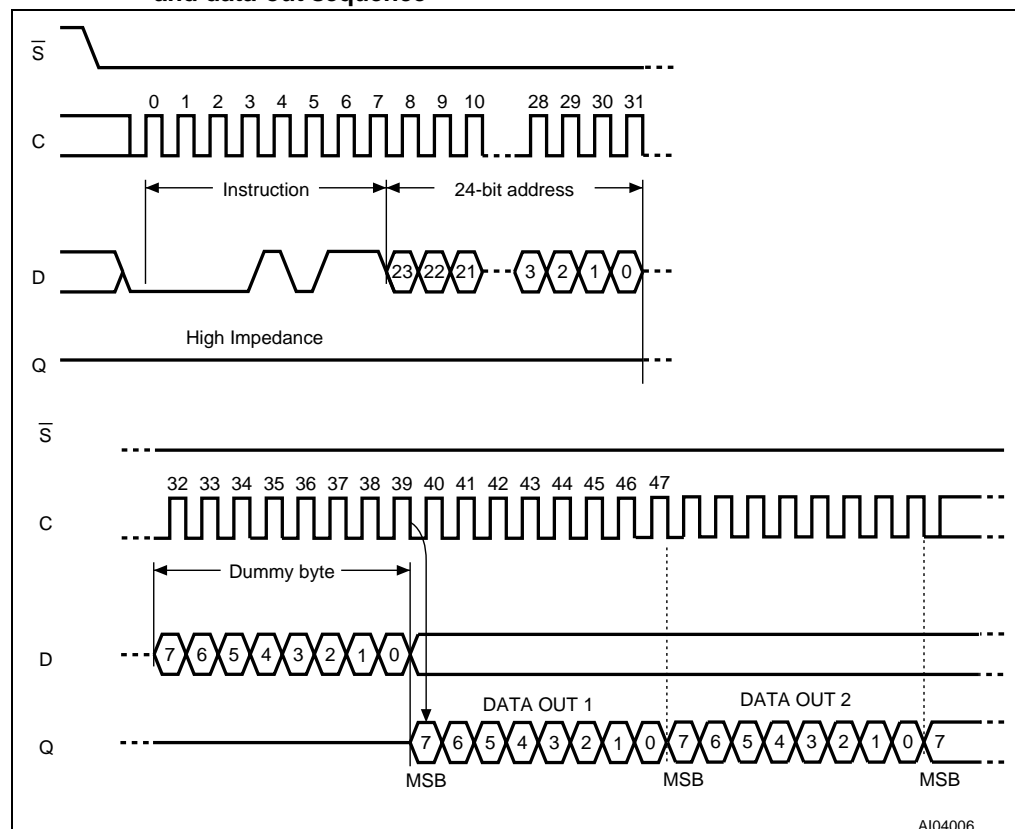 and data-out sequence
S
0 1 2 3 4 5 6 7 8 9 10 28 29 30 31
C
Instruction 24-bit address
D 23 22 21 3 2 1 0
High Impedance
Q
S
32 33 34 35 36 37 38 39 40 41 42 43 44 45 46 47
C
Dummy byte
D 7 6 5 4 3 2 1 0
DATA OUT 1 DATA OUT 2
Q 7 6 5 4 3 2 1 0 7 6 5 4 3 2 1 0 7
MSB MSB MSB
AI04006